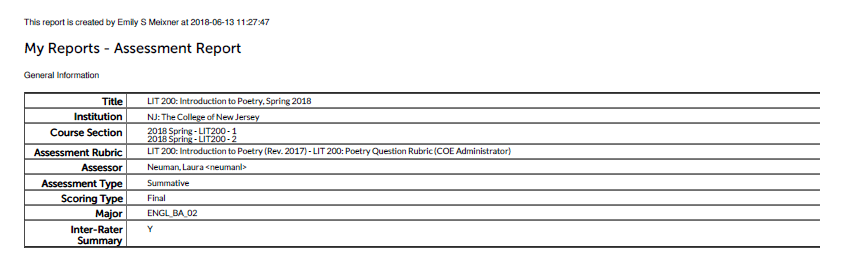 This report is created by Emily S Meixner at 2018-06-13 11:27:47
My Reports - Assessment Report
General Information
Title LIT 200: Introduction to Poetry, Spring 2018
Institution NJ: The College of New Jersey
Course Section 2018 Spring - LIT200 - 1
2018 Spring - LIT200 - 2
Assessment Rubric LIT 200: Introduction to Poetry (Rev. 2017) - LIT 200: Poetry Question Rubric (COE Administrator)
Assessor Neuman, Laura <neumanl>
Assessment Type Summative
Scoring Type Final
Major ENGL_BA_02
Inter-Rater Y
Summary